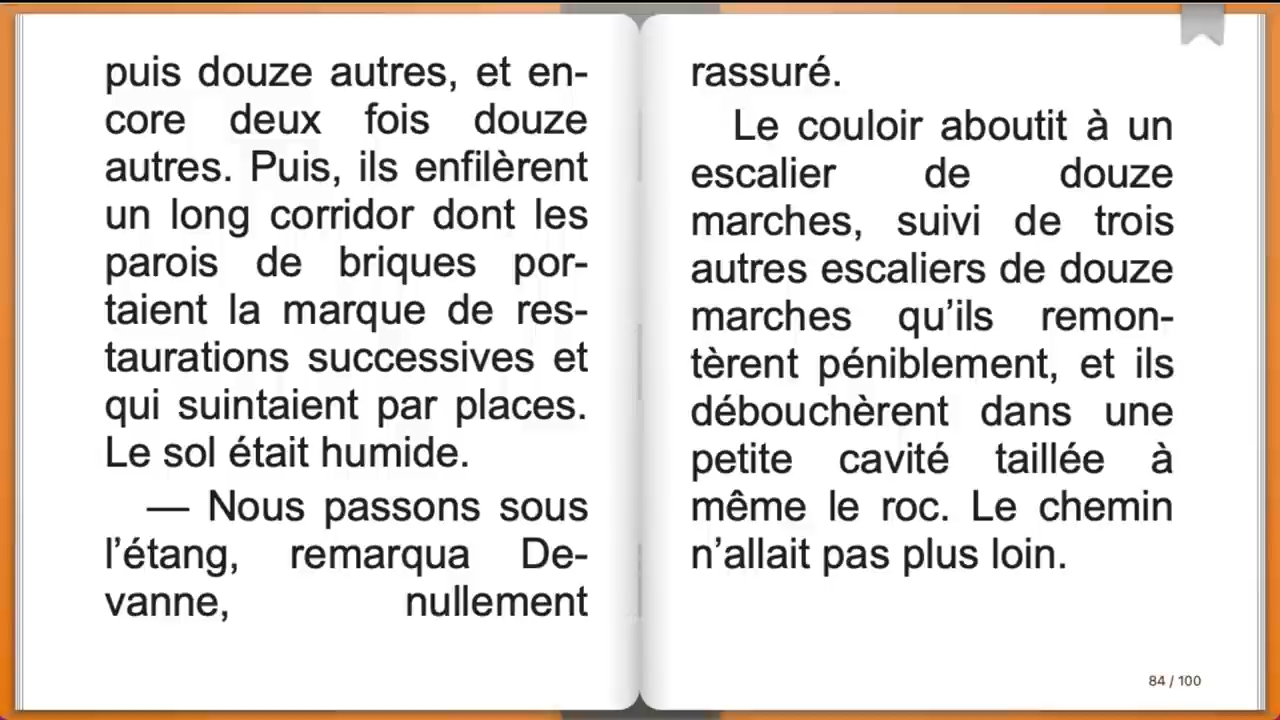 puis douze autres, et en-
core deux fois douze
autres. Puis, ils enfilèrent
un long corridor dont les
parois de briques por-
taient la marque de res-
taurations successives et
qui suintaient par places.
Le sol était humide.
— Nous passons sous
l’étang, remarqua De-
vanne, nullement
rassuré.
Le couloir aboutit à un
escalier de douze
marches, suivi de trois
autres escaliers de douze
marches qu’ils remon-
tèrent péniblement, et ils
débouchèrent dans une
petite cavité taillée à
même le roc. Le chemin
n’allait pas plus loin.
84 / 100